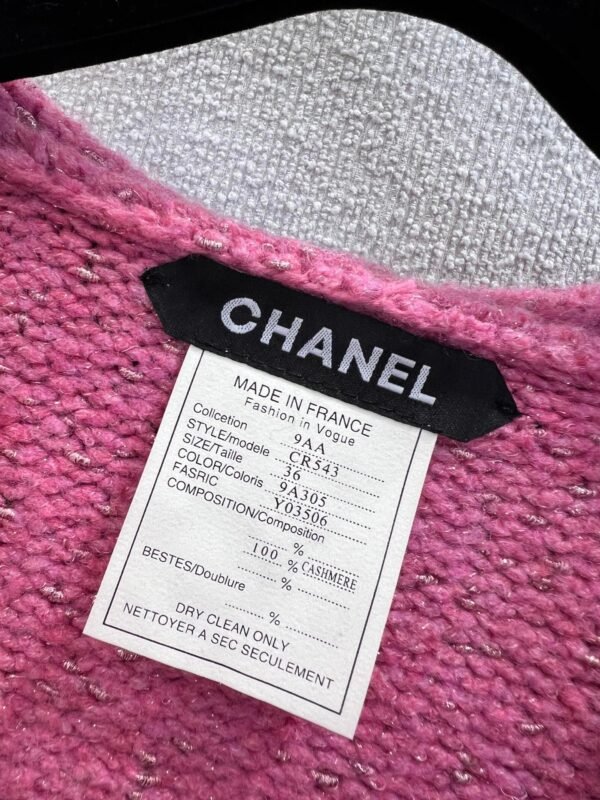 CHANEL
MADE IN FRANCE
Fashion in Vogue
Collcetion 9AA
STYLE/modele CR543
SIZE/Taille 36
COLOR/Coloris 9A305
FASRIC Y03506
COMPOSITION/Composition
%
100 % CASHMERE
BESTES/Doublure %
%
DRY CLEAN ONLY
NETTOYER A SEC SECULEMENT